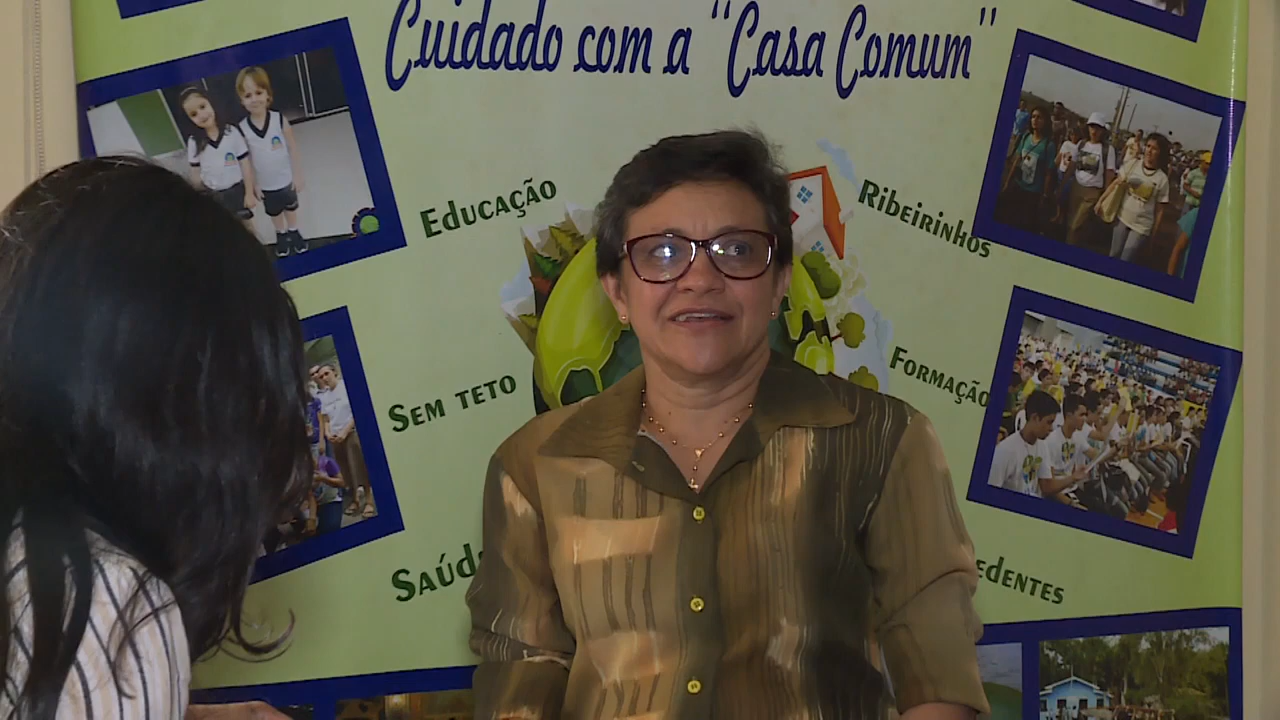 Cuidado com a "Casa Comum"
Educação
Ribeirinhos
Sem teto
Formação